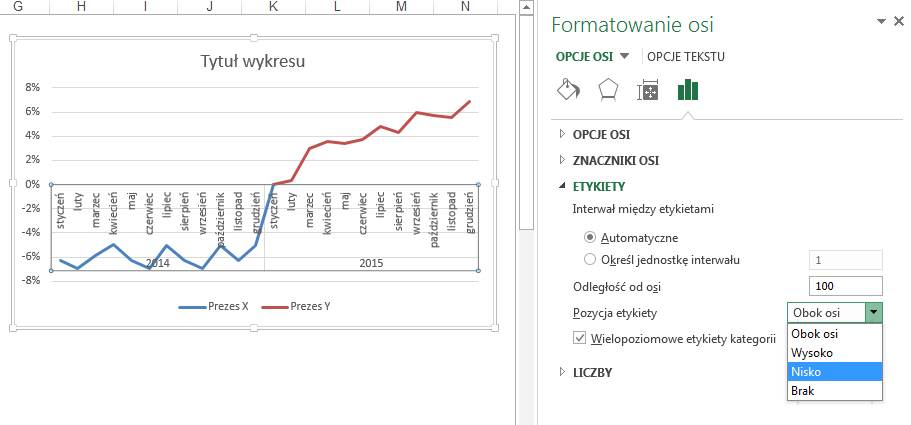 G H I J K L M N
Tytuł wykresu
8%
6%
4%
2%
0%
-2%
-4%
-6%
-8%
styczeń luty marzec kwiecień maj czerwiec lipiec sierpień wrzesień październik listopad grudzień styczeń luty marzec kwiecień maj czerwiec lipiec sierpień wrzesień październik listopad grudzień
2014 2015
Prezes X Prezes Y
Formatowanie osi
OPCJE OSI OPCJE TEKSTU
OPCJE OSI
ZNACZNIKI OSI
ETYKIETY
Interwał między etykietami
Automatyczne
Określ jednostkę interwału 1
Odległość od osi 100
Pozycja etykiety Obok osi
Obok osi
Wysoko
Nisko
Brak
Wielopoziomowe etykiety kategorii
LICZBY